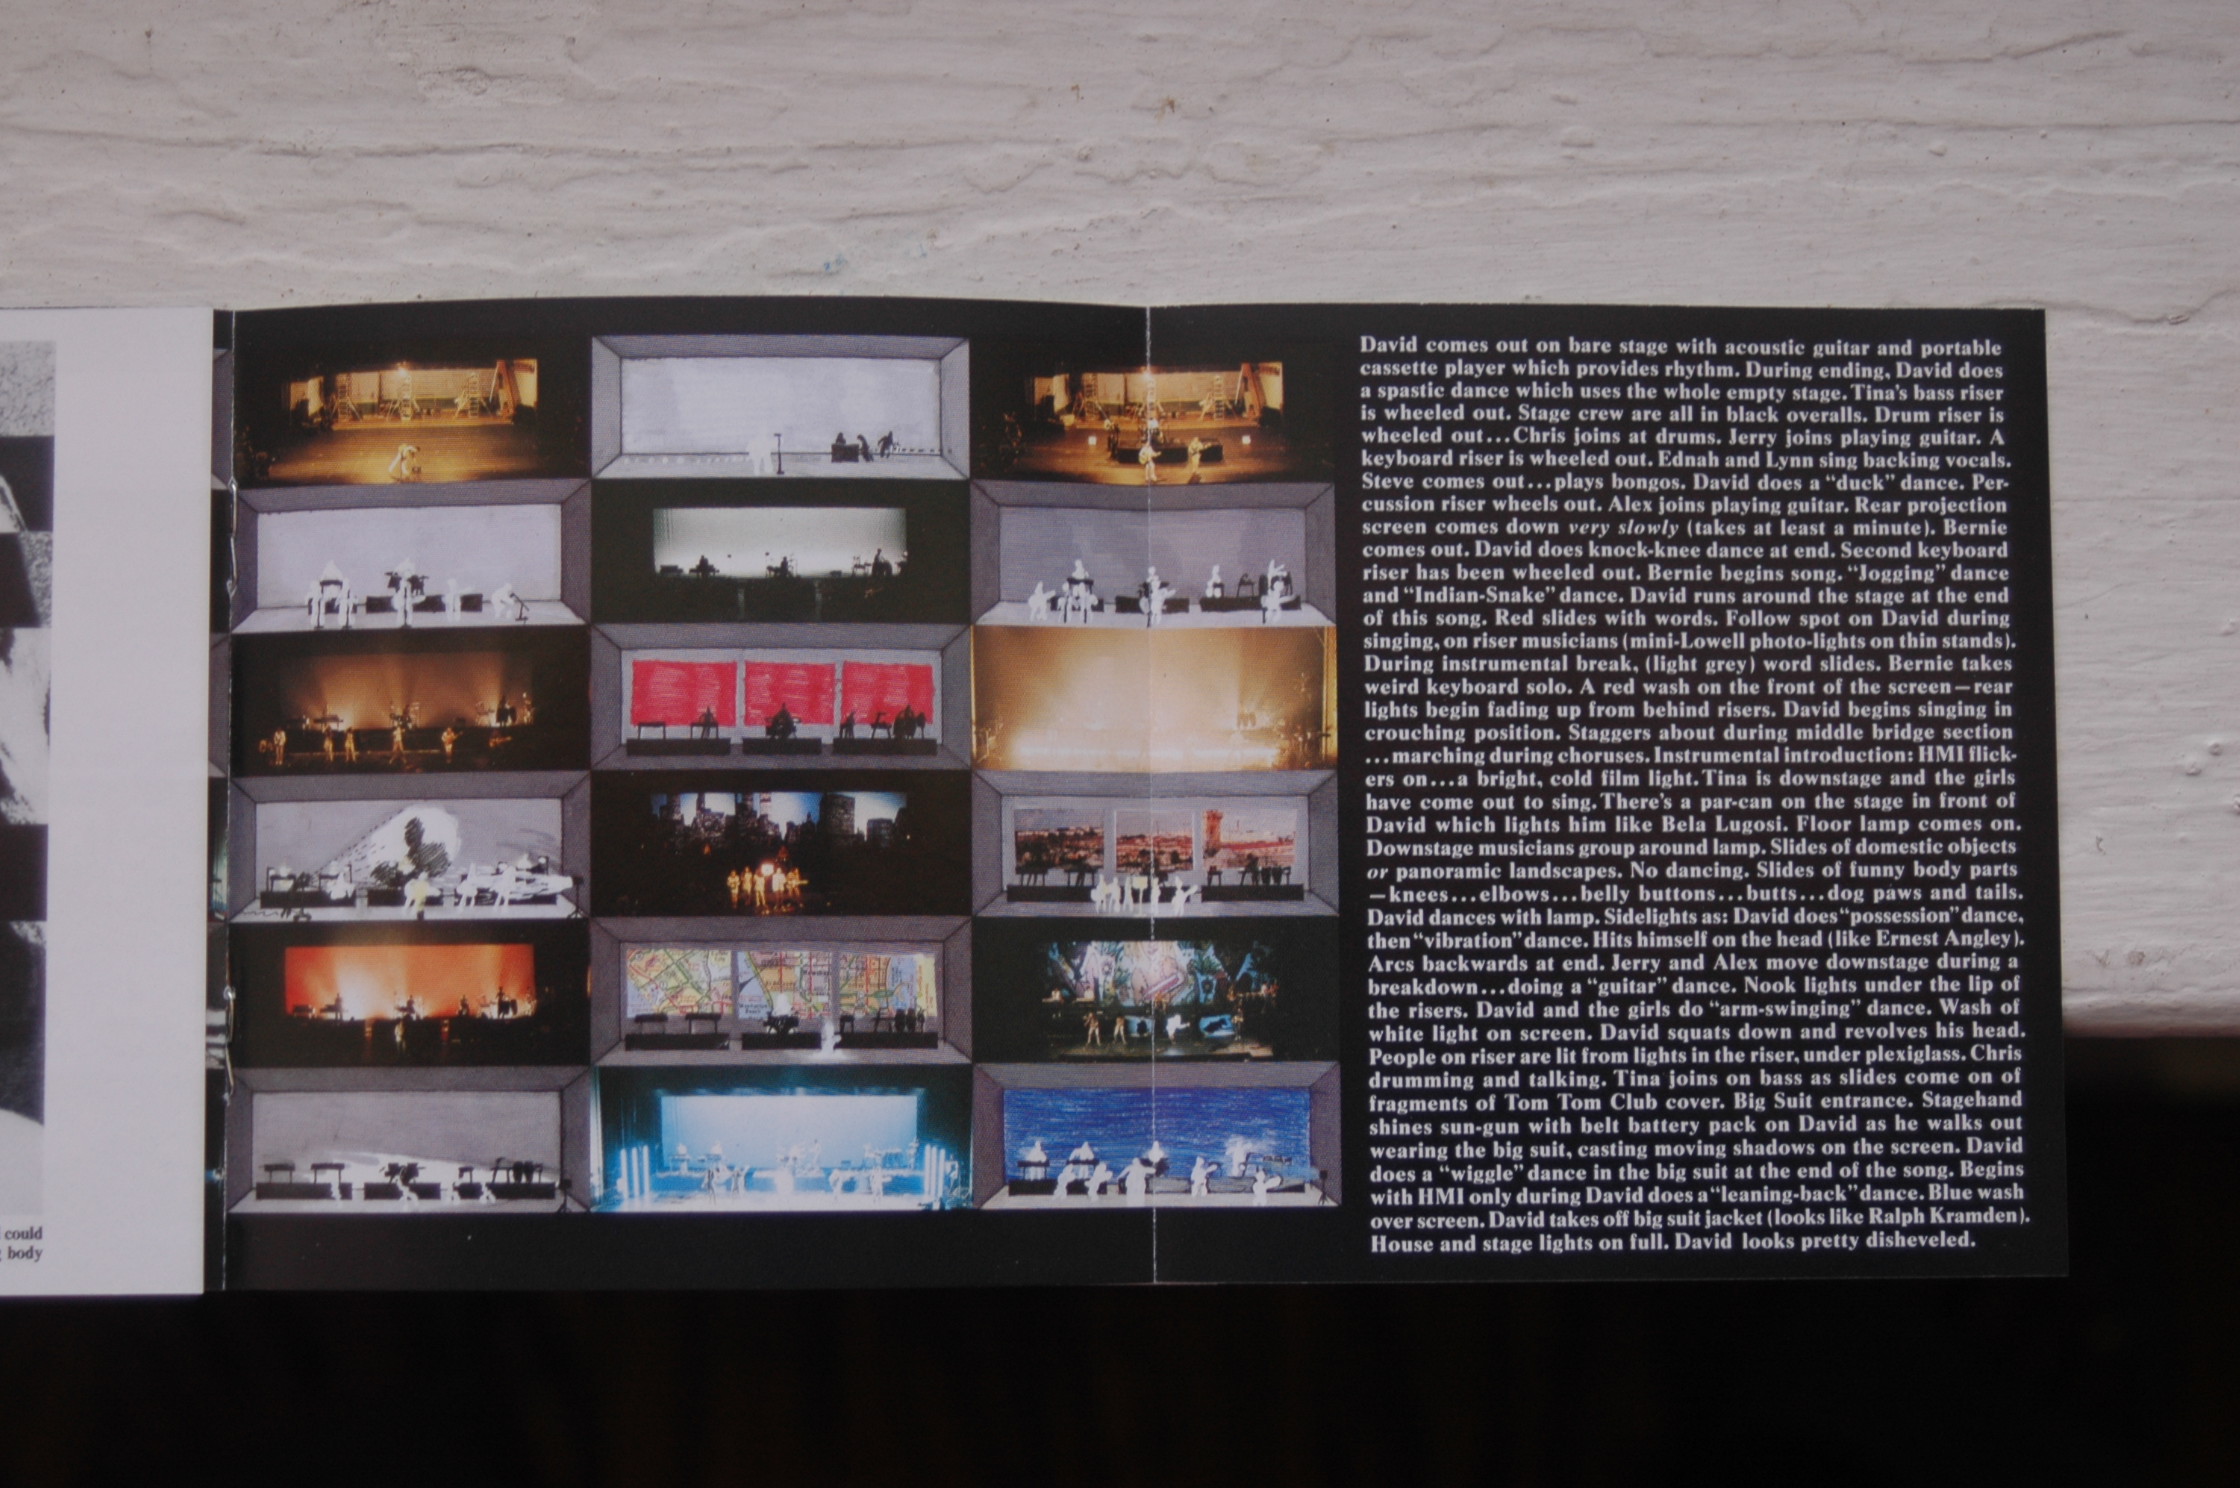 could
body
David comes out on bare stage with acoustic guitar and portable
cassette player which provides rhythm. During ending, David does
a spastic dance which uses the whole empty stage. Tina's bass riser
is wheeled out. Stage crew are all in black overalls. Drum riser is
wheeled out...Chris joins at drums. Jerry joins playing guitar. A
keyboard riser is wheeled out. Ednah and Lynn sing backing vocals.
Steve comes out...plays bongos. David does a “duck” dance. Per-
cussion riser wheels out. Alex joins playing guitar. Rear projection
screen comes down very slowly (takes at least a minute). Bernie
comes out. David does knock-knee dance at end. Second keyboard
riser has been wheeled out. Bernie begins song. “Jogging” dance
and “Indian-Snake” dance. David runs around the stage at the end
of this song. Red slides with words. Follow spot on David during
singing, on riser musicians (mini-Lowell photo-lights on thin stands).
During instrumental break, (light grey) word slides. Bernie takes
weird keyboard solo. A red wash on the front of the screen—rear
lights begin fading up from behind risers. David begins singing in
crouching position. Staggers about during middle bridge section
...marching during choruses. Instrumental introduction: HMI flick-
ers on...a bright, cold film light. Tina is downstage and the girls
have come out to sing. There's a par-can on the stage in front of
David which lights him like Bela Lugosi. Floor lamp comes on.
Downstage musicians group around lamp. Slides of domestic objects
or panoramic landscapes. No dancing. Slides of funny body parts
—knees...elbows...belly buttons...butts...dog paws and tails.
David dances with lamp. Sidelights as: David does “possession” dance,
then “vibration” dance. Hits himself on the head (like Ernest Angley).
Arcs backwards at end. Jerry and Alex move downstage during a
breakdown...doing a “guitar” dance. Nook lights under the lip of
the risers. David and the girls do “arm-swinging” dance. Wash of
white light on screen. David squats down and revolves his head.
People on riser are lit from lights in the riser, under plexiglass. Chris
drumming and talking. Tina joins on bass as slides come on of
fragments of Tom Tom Club cover. Big Suit entrance. Stagehand
shines sun-gun with belt battery pack on David as he walks out
wearing the big suit, casting moving shadows on the screen. David
does a “wiggle” dance in the big suit at the end of the song. Begins
with HMI only during David does a “leaning-back” dance. Blue wash
over screen. David takes off big suit jacket (looks like Ralph Kramden).
House and stage lights on full. David looks pretty disheveled.